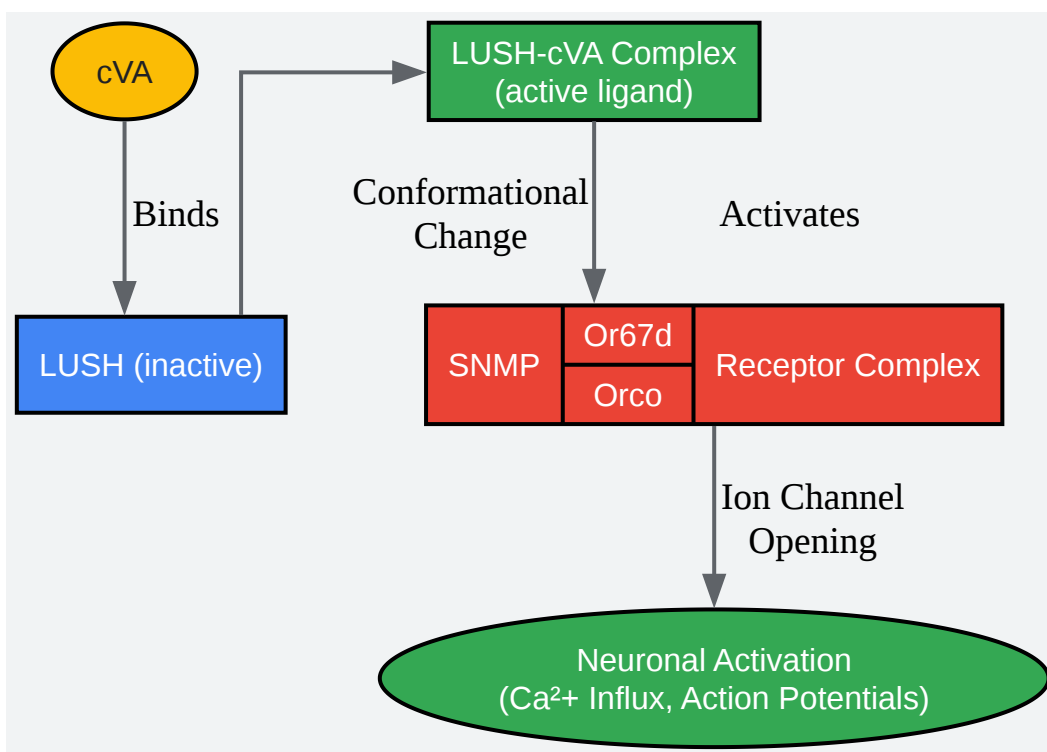 cVA
LUSH-cVA Complex
(active ligand)
Binds
Conformational
Change
Activates
LUSH (inactive)
SNMP
Or67d
Orco
Receptor Complex
Ion Channel
Opening
Neuronal Activation
(Ca²+ Influx, Action Potentials)